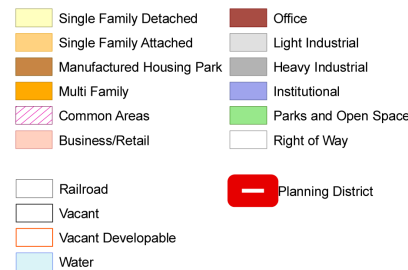 Single Family Detached
Single Family Attached
Manufactured Housing Park
Multi Family
Common Areas
Business/Retail
Office
Light Industrial
Heavy Industrial
Institutional
Parks and Open Space
Right of Way
Railroad
Vacant
Vacant Developable
Water
Planning District